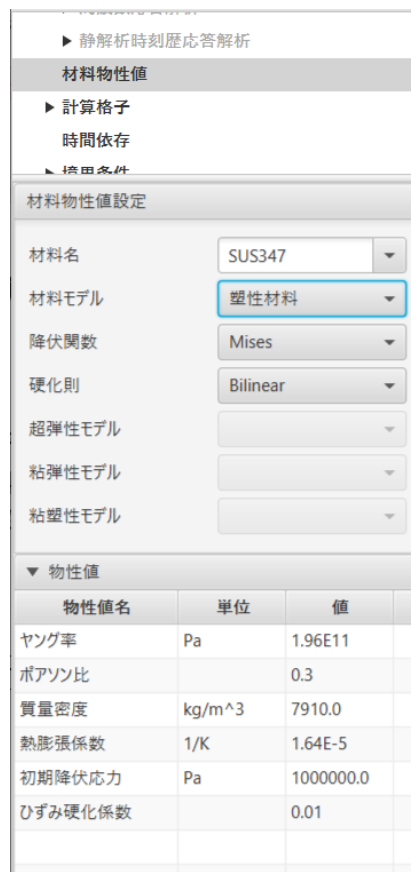 ▶ 静解析時刻歴応答解析
材料物性値
▶ 計算格子
時間依存
▶ 境界条件
材料物性値設定
材料名 SUS347
材料モデル 塑性材料
降伏関数 Mises
硬化則 Bilinear
超弾性モデル
粘弾性モデル
粘塑性モデル
▼ 物性値
物性値名 単位 値
ヤング率 Pa 1.96E11
ポアソン比 0.3
質量密度 kg/m^3 7910.0
熱膨張係数 1/K 1.64E-5
初期降伏応力 Pa 1000000.0
ひずみ硬化係数 0.01